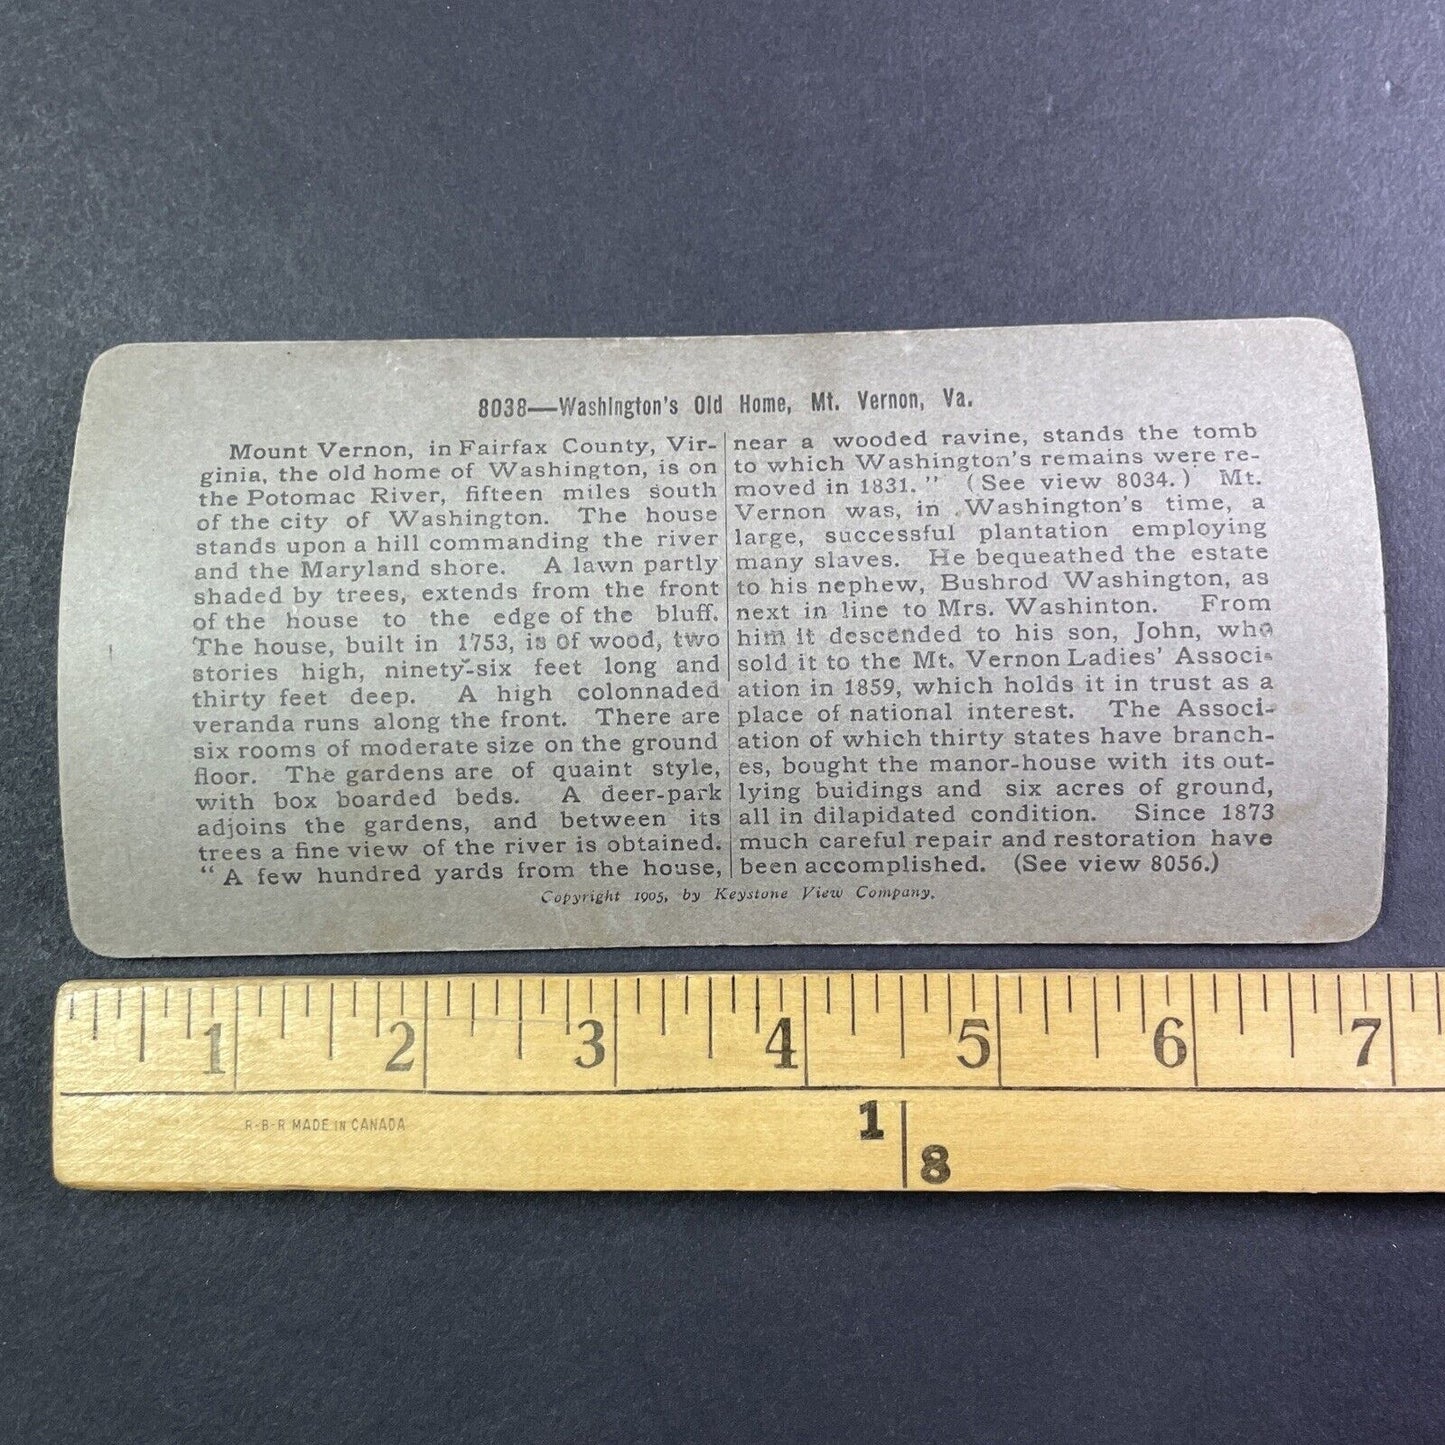 8038—Washington's Old Home, Mt. Vernon, Va.
Mount Vernon, in Fairfax County, Vir-
ginia, the old home of Washington, is on
the Potomac River, fifteen miles south
of the city of Washington. The house
stands upon a hill commanding the river
and the Maryland shore. A lawn partly
shaded by trees, extends from the front
of the house to the edge of the bluff.
The house, built in 1753, is of wood, two
stories high, ninety-six feet long and
thirty feet deep. A high colonnaded
veranda runs along the front. There are
six rooms of moderate size on the ground
floor. The gardens are of quaint style,
with box boarded beds. A deer-park
adjoins the gardens, and between its
trees a fine view of the river is obtained.
"A few hundred yards from the house,
near a wooded ravine, stands the tomb
to which Washington's remains were re-
moved in 1831." (See view 8034.) Mt.
Vernon was, in Washington's time, a
large, successful plantation employing
many slaves. He bequeathed the estate
to his nephew, Bushrod Washington, as
next in line to Mrs. Washinton. From
him it descended to his son, John, who
sold it to the Mt. Vernon Ladies' Associ-
ation in 1859, which holds it in trust as a
place of national interest. The Associ-
ation of which thirty states have branch-
es, bought the manor-house with its out-
lying buidings and six acres of ground,
all in dilapidated condition. Since 1873
much careful repair and restoration have
been accomplished. (See view 8056.)
Copyright 1905, by Keystone View Company.
1 2 3 4 5 6 7
R-B-R MADE IN CANADA
1
8